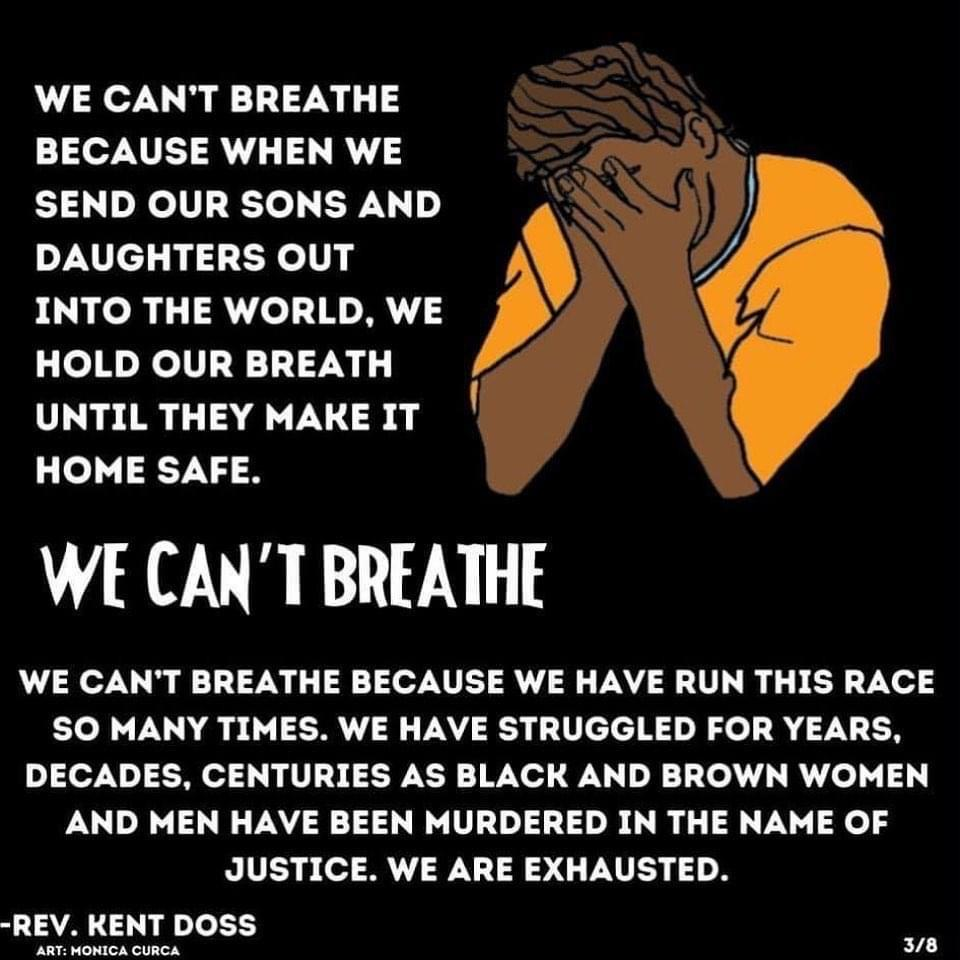 WE CAN'T BREATHE
BECAUSE WHEN WE
SEND OUR SONS AND
DAUGHTERS OUT
INTO THE WORLD, WE
HOLD OUR BREATH
UNTIL THEY MAKE IT
HOME SAFE.
WE CAN'T BREATHE
WE CAN'T BREATHE BECAUSE WE HAVE RUN THIS RACE
SO MANY TIMES. WE HAVE STRUGGLED FOR YEARS,
DECADES, CENTURIES AS BLACK AND BROWN WOMEN
AND MEN HAVE BEEN MURDERED IN THE NAME OF
JUSTICE. WE ARE EXHAUSTED.
-REV. KENT DOSS
ART: MONICA CURCA
3/8